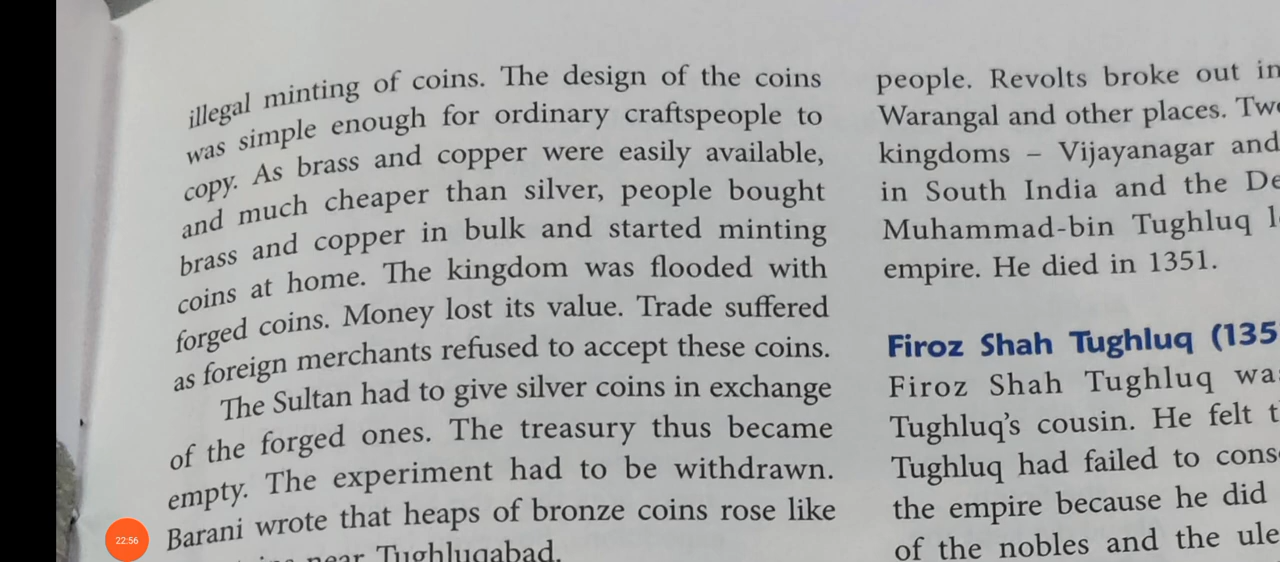 illegal minting of coins. The design of the coins
was simple enough for ordinary craftspeople to
copy. As brass and copper were easily available,
and much cheaper than silver, people bought
brass and copper in bulk and started minting
coins at home. The kingdom was flooded with
forged coins. Money lost its value. Trade suffered
as foreign merchants refused to accept these coins.
The Sultan had to give silver coins in exchange
of the forged ones. The treasury thus became
empty. The experiment had to be withdrawn.
Barani wrote that heaps of bronze coins rose like
near Tughluqabad.
people. Revolts broke out in
Warangal and other places.
kingdoms – Vijayanagar and
in South India and the
Muhammad-bin Tughluq
empire. He died in 1351.
Firoz Shah Tughluq (135
Firoz Shah Tughluq
Tughluq's cousin. He felt
Tughluq had failed to
the empire because he did
of the nobles and the
22:56